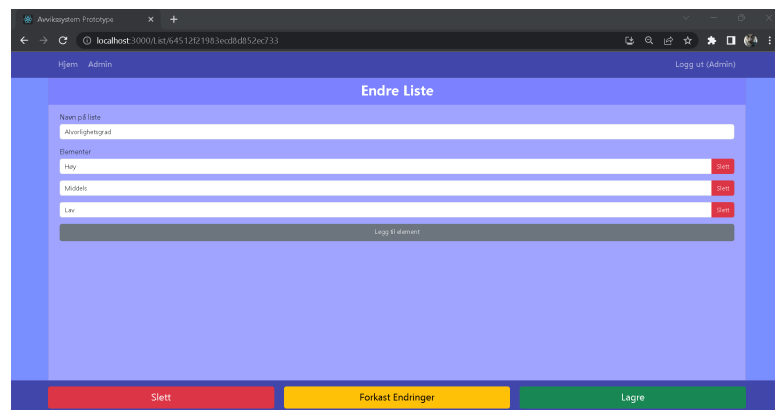 Avvikssystem Prototype
localhost:3000/List/64512f21983ecd8d852ec733
Hjem Admin Logg ut (Admin)
Endre Liste
Navn på liste
Alvorlighetsgrad
Elementer
Høy Slett
Middels Slett
Lav Slett
Legg til element
Slett Forkast Endringer Lagre